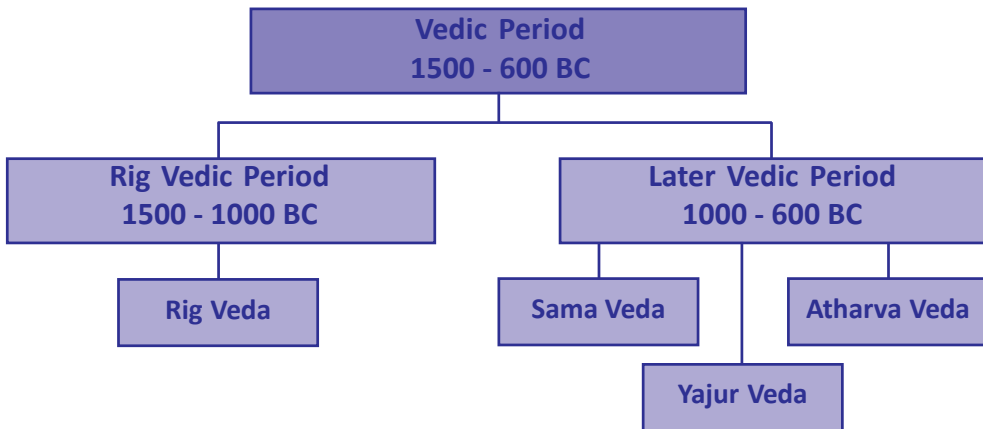 Vedic Period
1500 - 600 BC
Rig Vedic Period
1500 - 1000 BC
Later Vedic Period
1000 - 600 BC
Rig Veda
Sama Veda
Atharva Veda
Yajur Veda